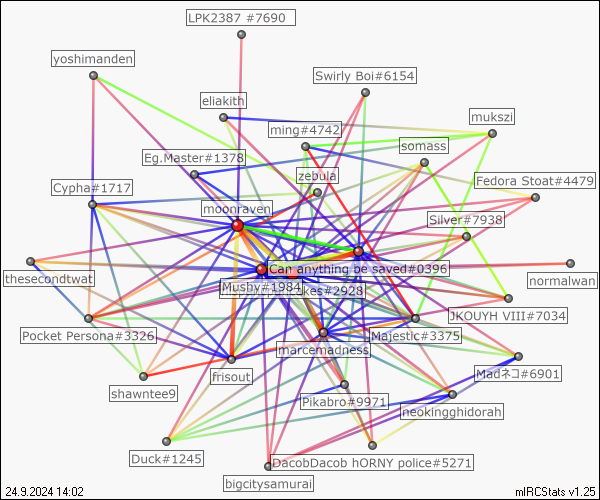 LPK2387 #7690
yoshimanden
Swirly Boi#6154
eliakith
mukszi
ming#4742
somass
Eg.Master#1378
zebula
Fedora Stoat#4479
Cypha#1717
moonraven
Silver#7938
Can anything be saved#0396
thesecondtwat
normalwan
Musby#1984
cakes#2928
JKOUYH VIII#7034
Pocket Persona#3326
Majestic#3375
marcemadness
frisout
Madネコ#6901
shawntee9
Pikabro#9971
neokingghidorah
Duck#1245
DacobDacob hORNY police#5271
bigcitysamurai
24.9.2024 14:02
mIRCStats v1.25